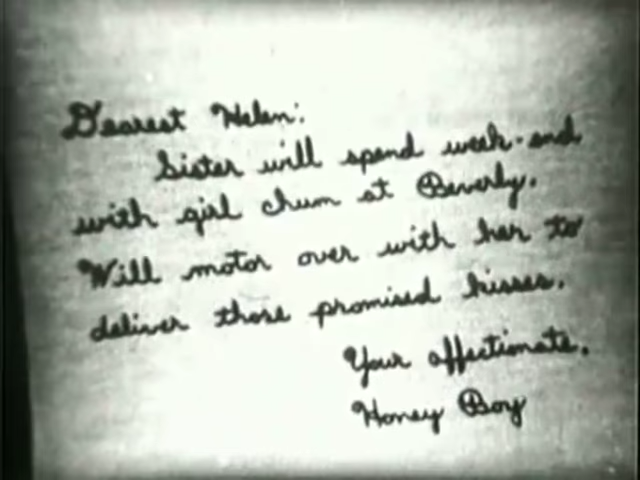 Dearest Helen:
Sister will spend week-end
with girl chum at Beverly.
Will motor over with her to
deliver those promised kisses.
Your affectionate.
Honey Boy